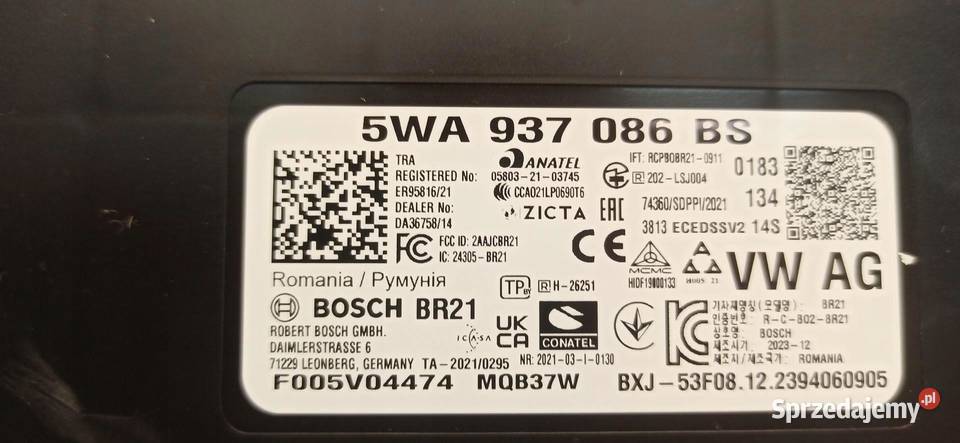 5WA 937 086 BS
TRA
REGISTERED No:
ER95816/21
DEALER No:
DA36758/14
ANATEL
05803-21-03745
CCAO21LP0690T6
ZICTA
IFT: RCPBOBR21-0911
R 202-LSJ004
74360/SDPPI/2021
3813 ECEDSSV2 14S
0183
134
EAC
FC FCC ID: 2AAJCBR21
IC: 24305-BR21
CE
MCMC
HIDF19000133
VW AG
Romania / Румунія
TP BY
R H-26251
BOSCH BR21
ROBERT BOSCH GMBH.
DAIMLERSTRASSE 6
71229 LEONBERG, GERMANY TA-2021/0295
ICASA
UK
CA
CONATEL
NR: 2021-03-I-0130
기자재명칭(모델명): BR21
인증번호: R-C-BO2-BR21
상호명: BOSCH
제조시기: 2023-12
제조자/제조국가: ROMANIA
F005V04474 MQB37W BXJ-53F08.12.2394060905
Sprzedajemy.pl